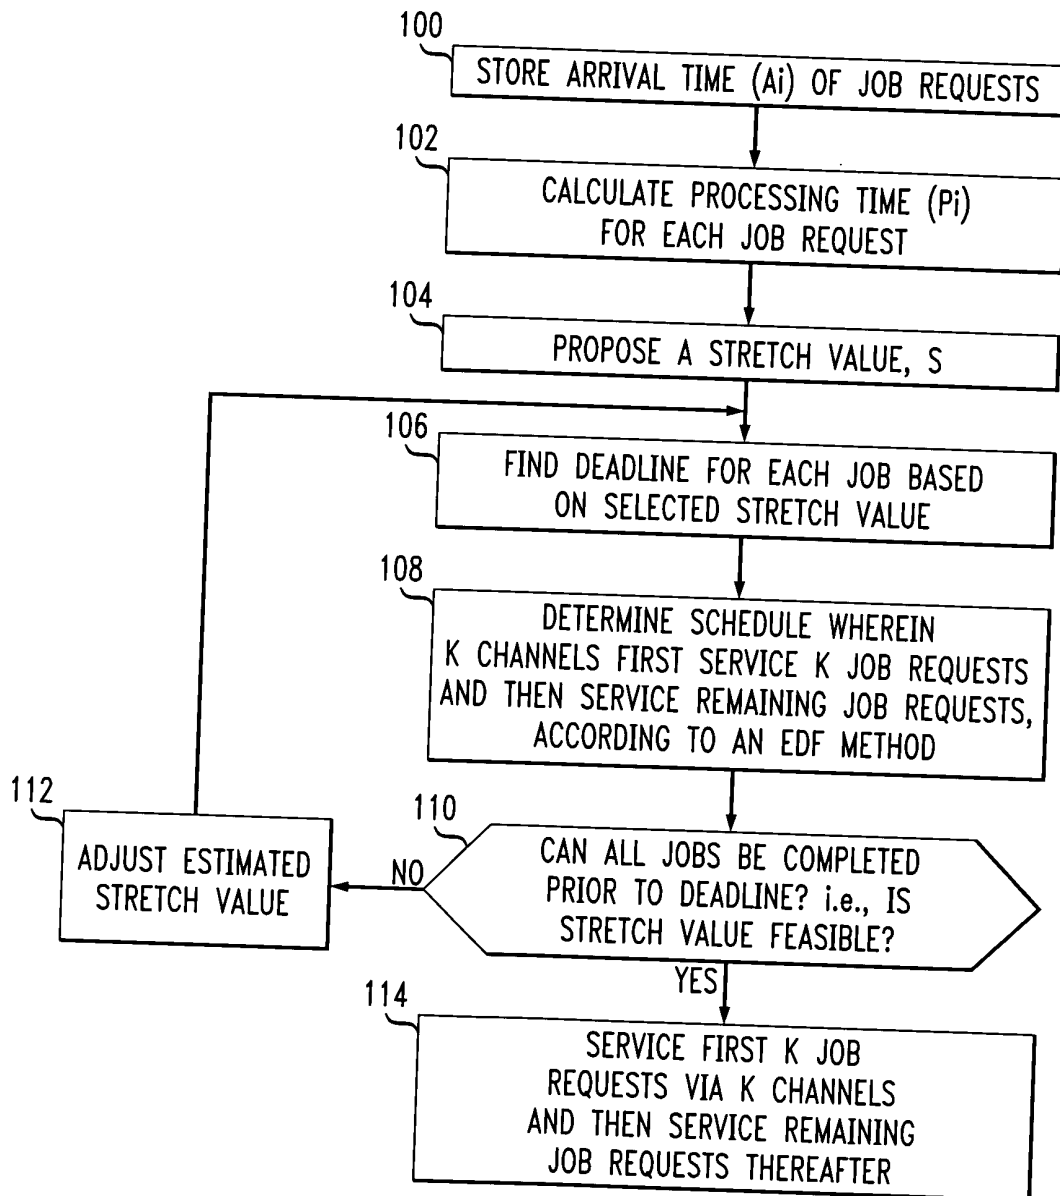 100
STORE ARRIVAL TIME (Ai) OF JOB REQUESTS
102
CALCULATE PROCESSING TIME (Pi)
FOR EACH JOB REQUEST
104
PROPOSE A STRETCH VALUE, S
106
FIND DEADLINE FOR EACH JOB BASED
ON SELECTED STRETCH VALUE
108
DETERMINE SCHEDULE WHEREIN
K CHANNELS FIRST SERVICE K JOB REQUESTS
AND THEN SERVICE REMAINING JOB REQUESTS,
ACCORDING TO AN EDF METHOD
110
CAN ALL JOBS BE COMPLETED
PRIOR TO DEADLINE? i.e., IS
STRETCH VALUE FEASIBLE?
NO
112
ADJUST ESTIMATED
STRETCH VALUE
YES
114
SERVICE FIRST K JOB
REQUESTS VIA K CHANNELS
AND THEN SERVICE REMAINING
JOB REQUESTS THEREAFTER